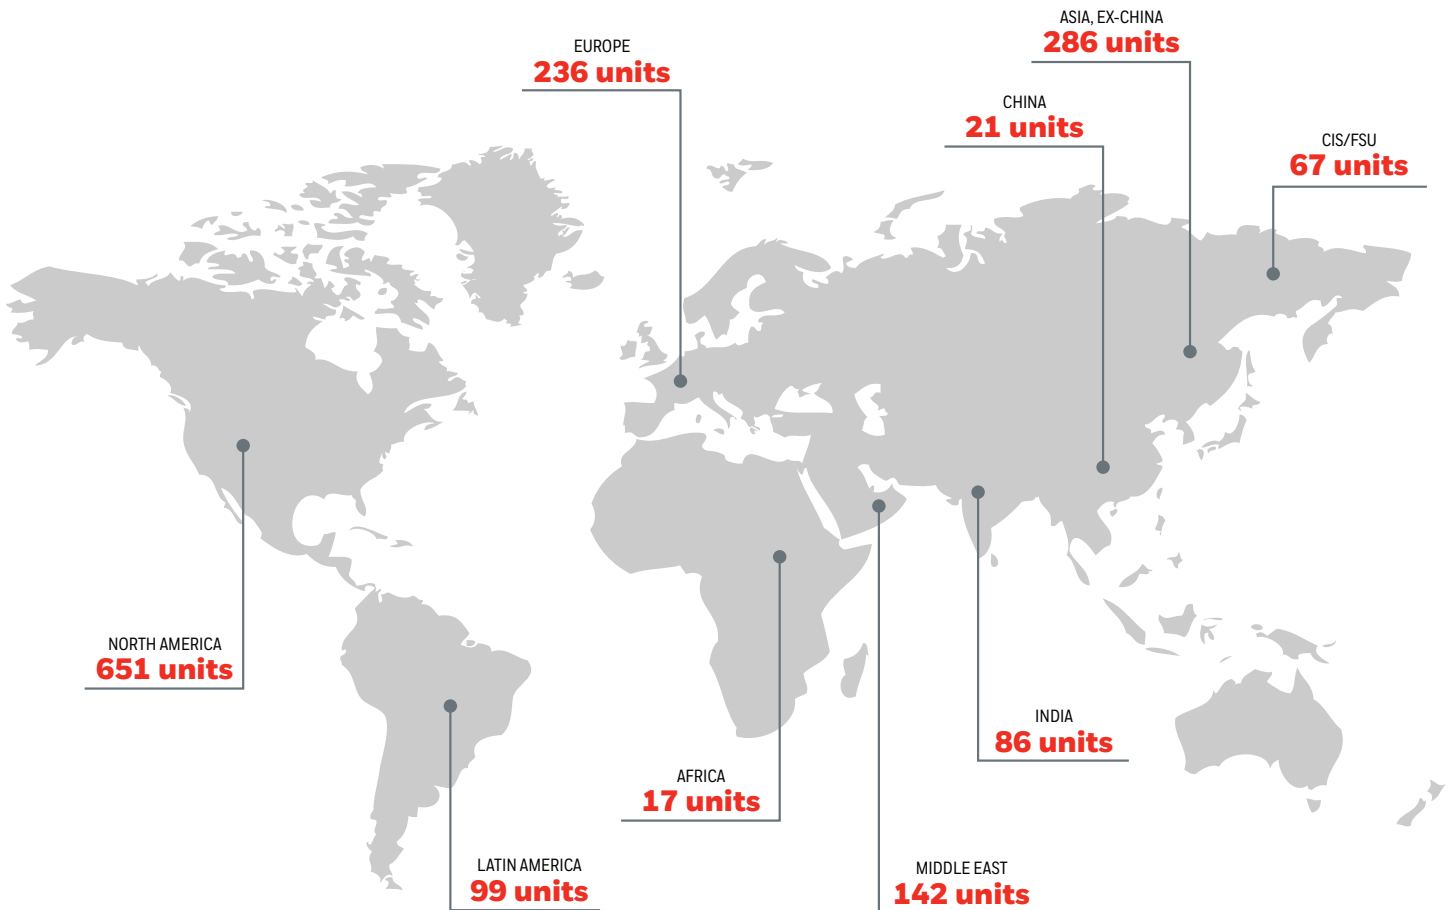 ASIA, EX-CHINA
286 units
EUROPE
236 units
CHINA
21 units
CIS/FSU
67 units
NORTH AMERICA
651 units
INDIA
86 units
AFRICA
17 units
LATIN AMERICA
99 units
MIDDLE EAST
142 units